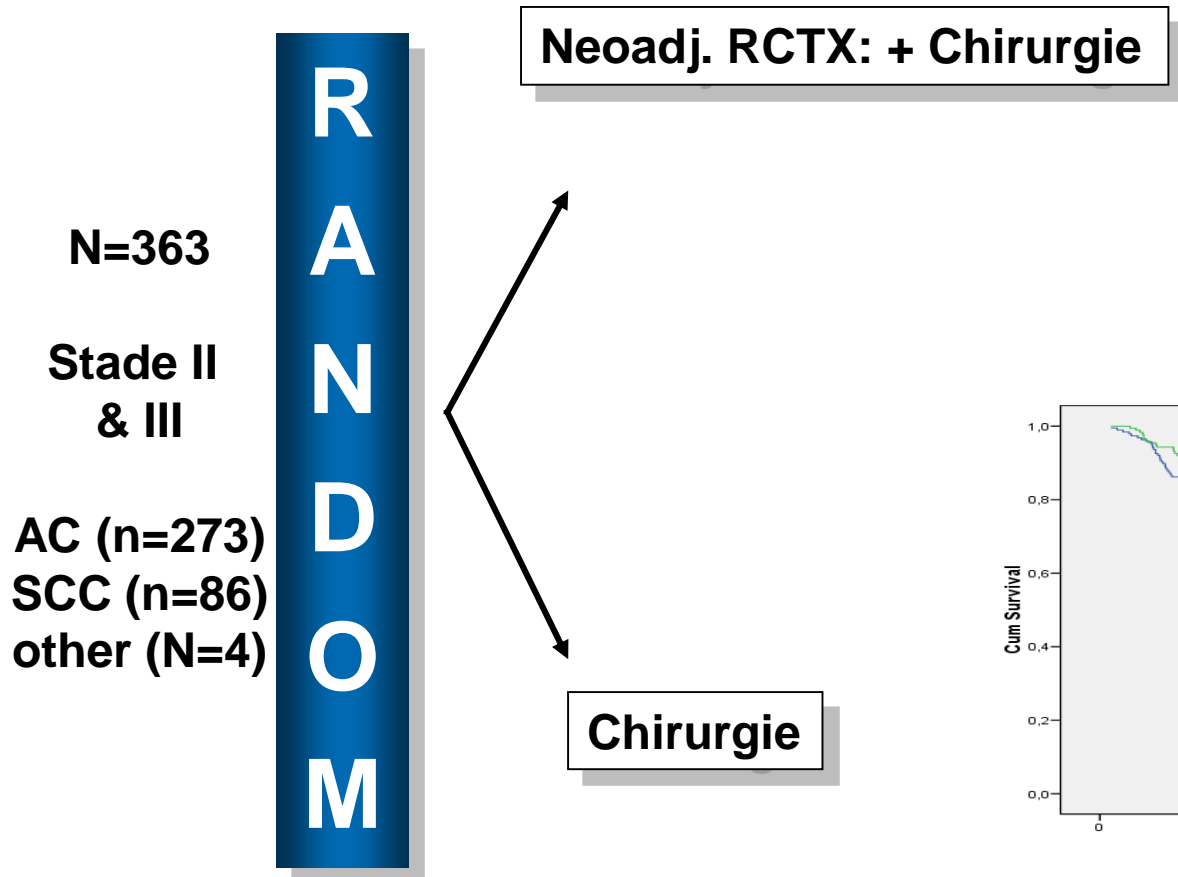 Neoadj. RCTX: + Chirurgie
N=363
Stade II
& III
AC (n=273)
SCC (n=86)
other (N=4)
R
A
N
D
O
M
Chirurgie
Cum Survival
1,0
0,8
0,6
0,4
0,2
0,0
0